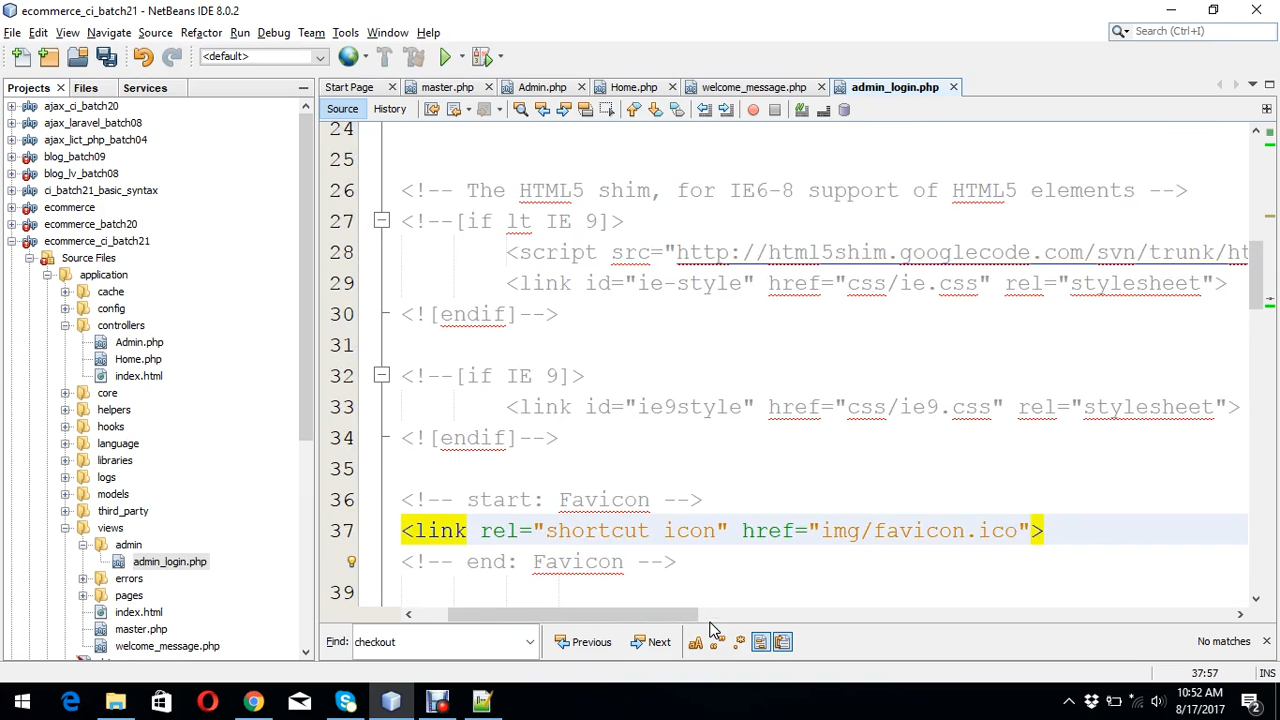 ecommerce_ci_batch21 - NetBeans IDE 8.0.2
File Edit View Navigate Source Refactor Run Debug Team Tools Window Help
Search (Ctrl+I)
<default>
Projects Files Services
Start Page master.php Admin.php Home.php welcome_message.php admin_login.php
Source History
ajax_ci_batch20
ajax_laravel_batch08
ajax_lict_php_batch04
blog_batch09
blog_lv_batch08
ci_batch21_basic_syntax
ecommerce
ecommerce_batch20
ecommerce_ci_batch21
Source Files
application
cache
config
controllers
Admin.php
Home.php
index.html
core
helpers
hooks
language
libraries
logs
models
third_party
views
admin
admin_login.php
errors
pages
index.html
master.php
welcome_message.php
24
25
26 <!-- The HTML5 shim, for IE6-8 support of HTML5 elements -->
27 <!--[if lt IE 9]>
28 <script src="http://html5shim.googlecode.com/svn/trunk/ht
29 <link id="ie-style" href="css/ie.css" rel="stylesheet">
30 <![endif]-->
31
32 <!--[if IE 9]>
33 <link id="ie9style" href="css/ie9.css" rel="stylesheet">
34 <![endif]-->
35
36 <!-- start: Favicon -->
37 <link rel="shortcut icon" href="img/favicon.ico">
<!-- end: Favicon -->
39
Find: checkout Previous Next No matches
37:57 INS
10:52 AM
8/17/2017
2